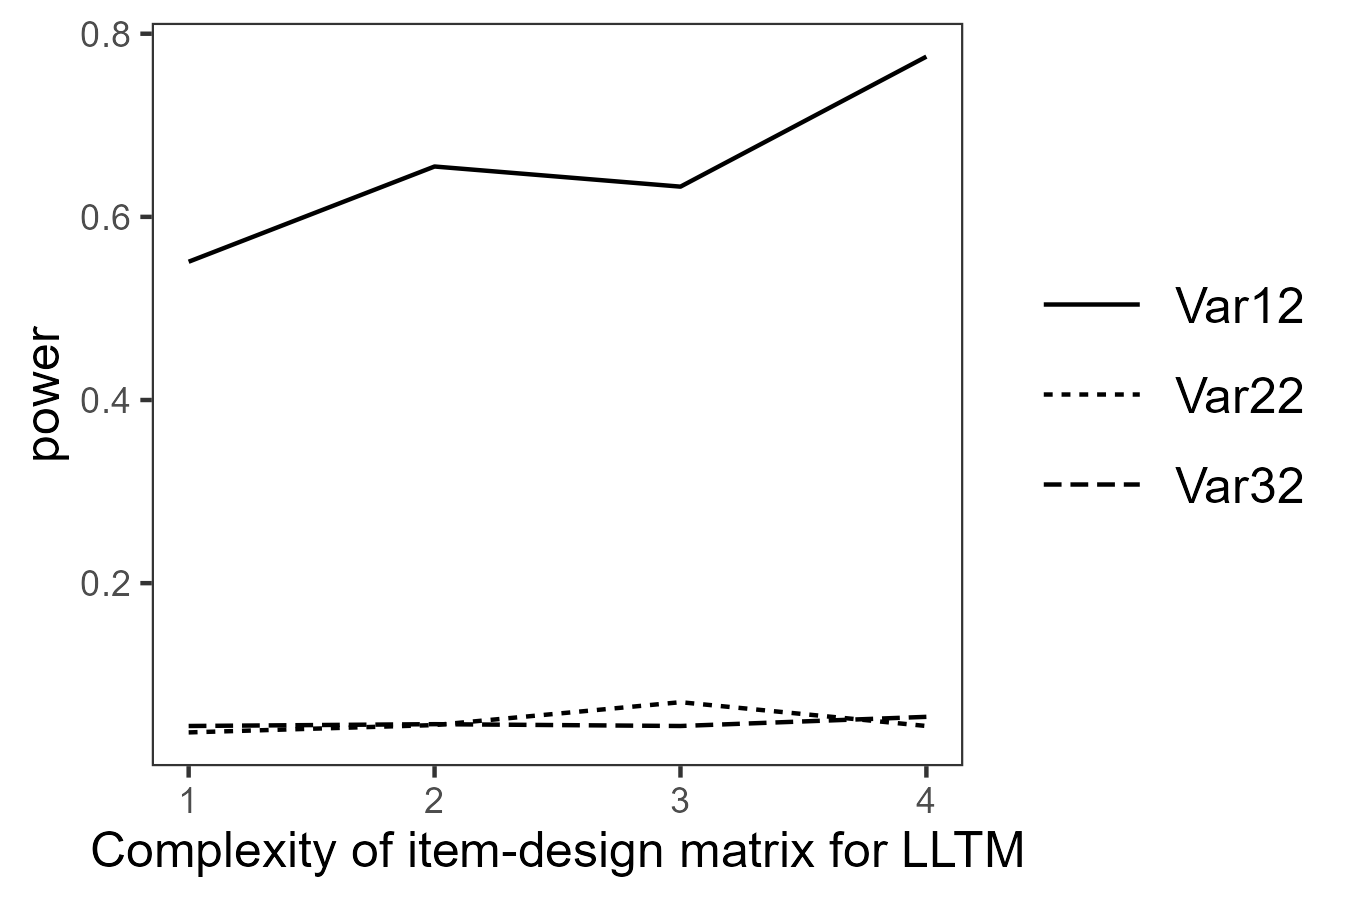 0.8
0.6
0.4
0.2
power
1 2 3 4
Complexity of item-design matrix for LLTM
Var12
Var22
Var32